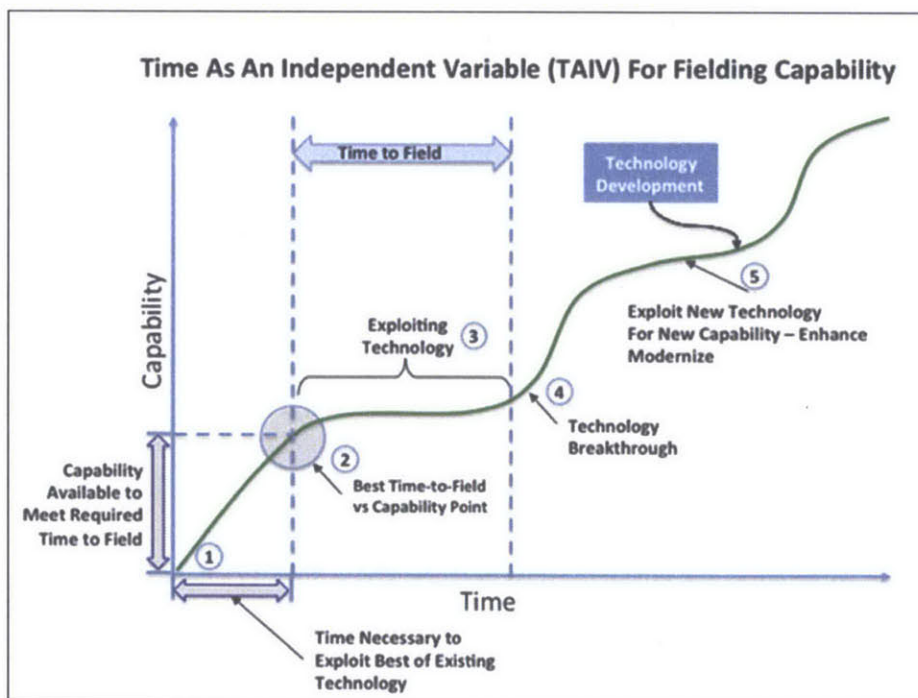 Time As An Independent Variable (TAIV) For Fielding Capability
Time to Field
Technology
Development
Capability
Exploiting
Technology
3
5
Exploit New Technology
For New Capability – Enhance
Modernize
4
Technology
Breakthrough
2
Best Time-to-Field
vs Capability Point
Capability
Available to
Meet Required
Time to Field
1
Time
Time Necessary to
Exploit Best of Existing
Technology